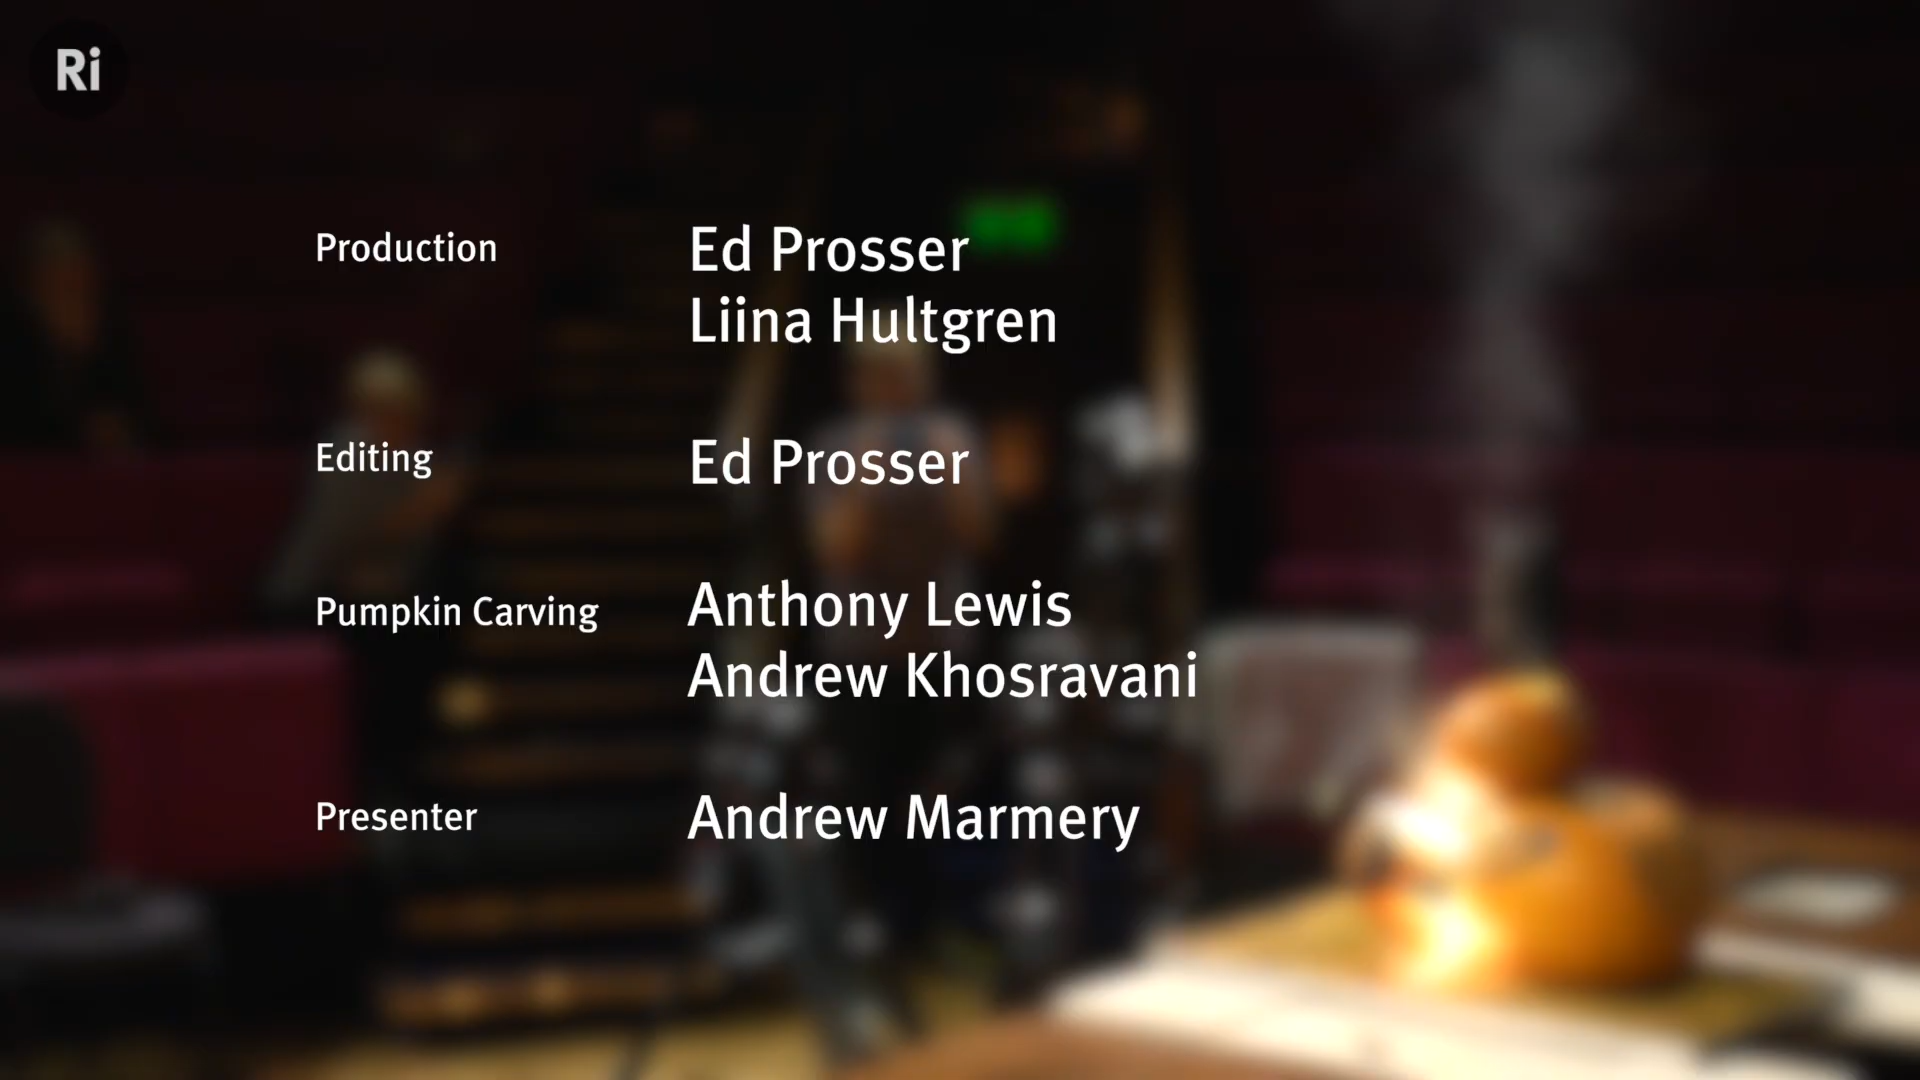 Ri
Production
Ed Prosser
Liina Hultgren
Editing
Ed Prosser
Pumpkin Carving
Anthony Lewis
Andrew Khosravani
Presenter
Andrew Marmery